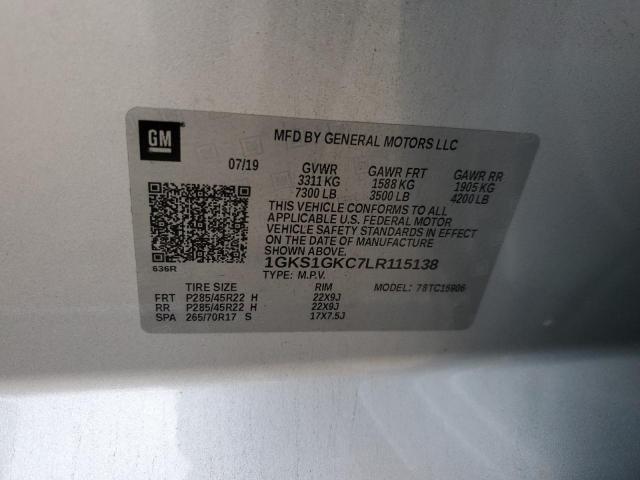 GM
MFD BY GENERAL MOTORS LLC
07/19 GVWR GAWR FRT GAWR RR
3311 KG 1588 KG 1905 KG
7300 LB 3500 LB 4200 LB
THIS VEHICLE CONFORMS TO ALL
APPLICABLE U.S. FEDERAL MOTOR
VEHICLE SAFETY STANDARDS IN EFFECT
ON THE DATE OF MANUFACTURE
SHOWN ABOVE.
1GKS1GKC7LR115138
636R TYPE: M.P.V.
TIRE SIZE RIM MODEL: 78TC15906
FRT P285/45R22 H 22X9J
RR P285/45R22 H 22X9J
SPA 265/70R17 S 17X7.5J